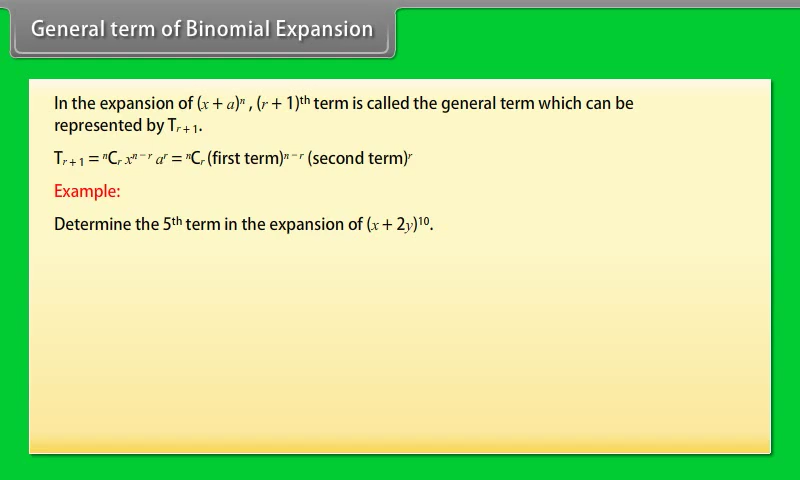 General term of Binomial Expansion
In the expansion of (x + a)ⁿ , (r + 1)ᵗʰ term is called the general term which can be
represented by Tᵣ₊₁.
Tᵣ₊₁ = ⁿCᵣ xⁿ⁻ʳ aʳ = ⁿCᵣ (first term)ⁿ⁻ʳ (second term)ʳ
Example:
Determine the 5ᵗʰ term in the expansion of (x + 2y)¹⁰.